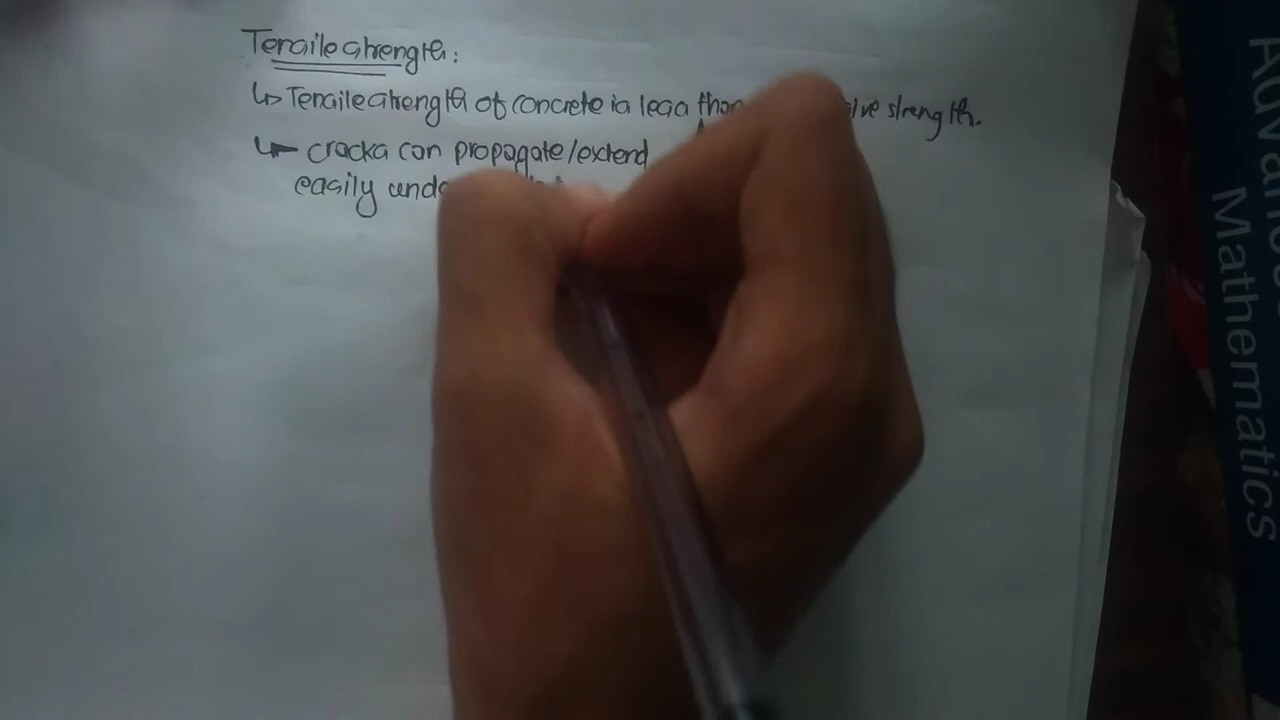 Tensile strength:
↳ Tensile strength of concrete is less than strength.
↳ cracks can propagate/extend
easily
Mathematics